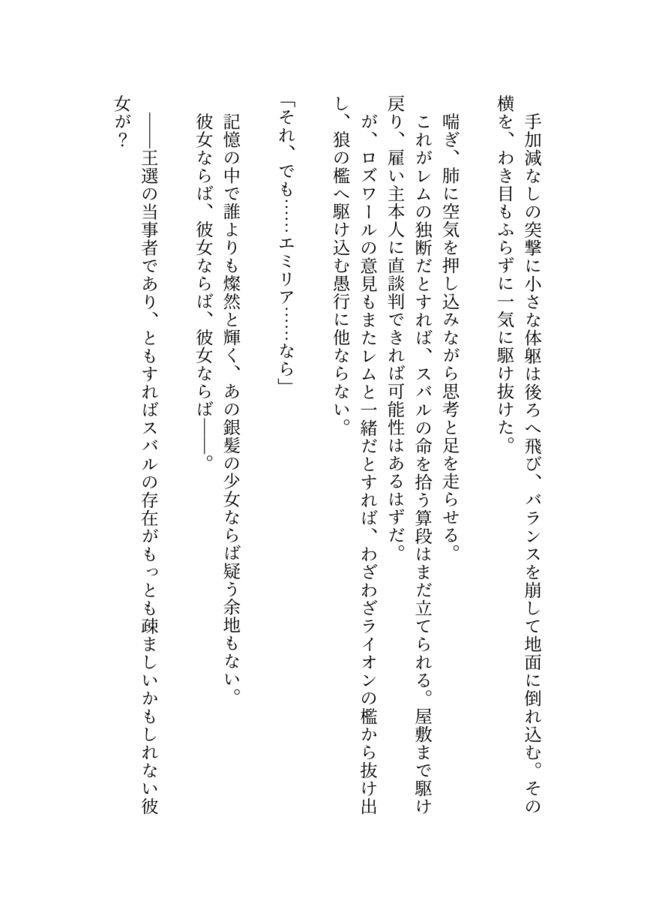 手加減なしの突撃に小さな体躯は後ろへ飛び、バランスを崩して地面に倒れ込む。その
横を、わき目もふらずに一気に駆け抜けた。
喘ぎ、肺に空気を押し込みながら思考と足を走らせる。
これがレムの独断だとすれば、スバルの命を拾う算段はまだ立てられる。屋敷まで駆け
戻り、雇い主本人に直談判できれば可能性はあるはずだ。
が、ロズワールの意見もまたレムと一緒だとすれば、わざわざライオンの檻から抜け出
し、狼の檻へ駆け込む愚行に他ならない。
「それ、でも……エミリア……なら」
記憶の中で誰よりも燦然と輝く、あの銀髪の少女ならば疑う余地もない。
彼女ならば、彼女ならば、彼女ならば――。
――王選の当事者であり、ともすればスバルの存在がもっとも疎ましいかもしれない彼
女が？